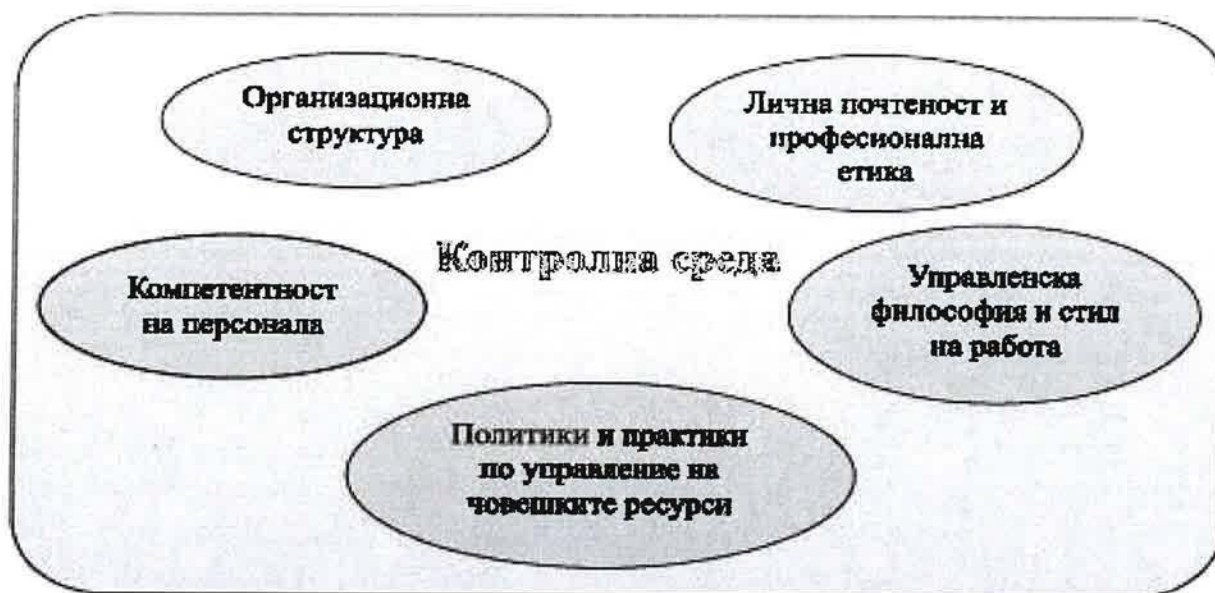 Организационна
структура
Лична почтеност и
професионална
етика
Контролна среда
Компетентност
на персонала
Управленска
философия и стил
на работа
Политики и практики
по управление на
човешките ресурси